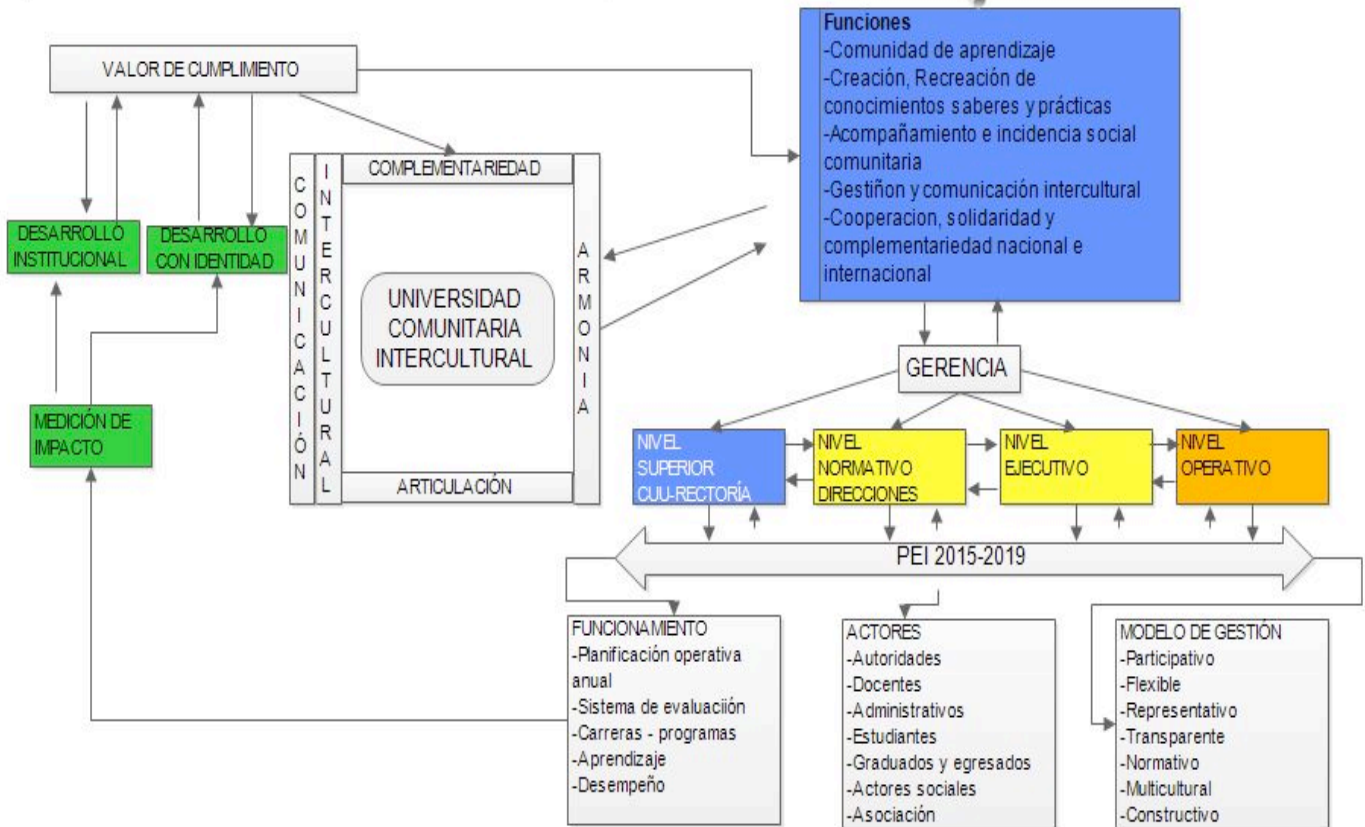 VALOR DE CUMPLIMIENTO
Funciones
-Comunidad de aprendizaje
-Creación, Recreación de
conocimientos saberes y prácticas
-Acompañamiento e incidencia social
comunitaria
-Gestiñon y comunicación intercultural
-Cooperacion, solidaridad y
complementariedad nacional e
internacional
DESARROLLO
INSTITUCIONAL
DESARROLLO
CON IDENTIDAD
MEDICIÓN DE
IMPACTO
COMUNICACIÓN
INTERCULTURAL
COMPLEMENTARIEDAD
UNIVERSIDAD
COMUNITARIA
INTERCULTURAL
ARTICULACIÓN
ARMONIA
GERENCIA
NIVEL
SUPERIOR
CUU-RECTORÍA
NIVEL
NORMATIVO
DIRECCIONES
NIVEL
EJECUTIVO
NIVEL
OPERATIVO
PEI 2015-2019
FUNCIONAMIENTO
-Planificación operativa
anual
-Sistema de evaluaciión
-Carreras - programas
-Aprendizaje
-Desempeño
ACTORES
-Autoridades
-Docentes
-Administrativos
-Estudiantes
-Graduados y egresados
-Actores sociales
-Asociación
MODELO DE GESTIÓN
-Participativo
-Flexible
-Representativo
-Transparente
-Normativo
-Multicultural
-Constructivo